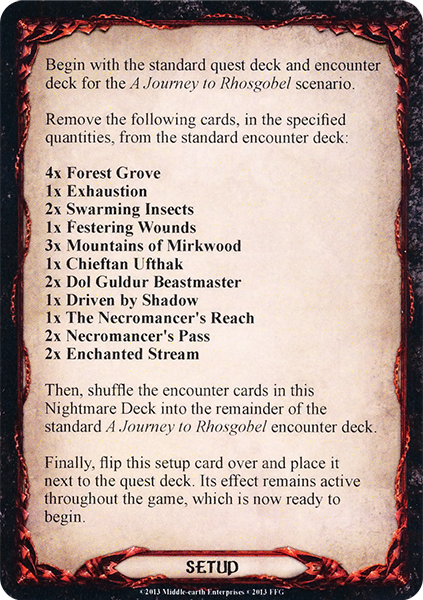 Begin with the standard quest deck and encounter
deck for the A Journey to Rhosgobel scenario.
Remove the following cards, in the specified
quantities, from the standard encounter deck:
4x Forest Grove
1x Exhaustion
2x Swarming Insects
1x Festering Wounds
3x Mountains of Mirkwood
1x Chieftan Ufthak
2x Dol Guldur Beastmaster
1x Driven by Shadow
1x The Necromancer's Reach
2x Necromancer's Pass
2x Enchanted Stream
Then, shuffle the encounter cards in this
Nightmare Deck into the remainder of the
standard A Journey to Rhosgobel encounter deck.
Finally, flip this setup card over and place it
next to the quest deck. Its effect remains active
throughout the game, which is now ready to
begin.
SETUP
©2013 Middle-earth Enterprises ©2013 FFG